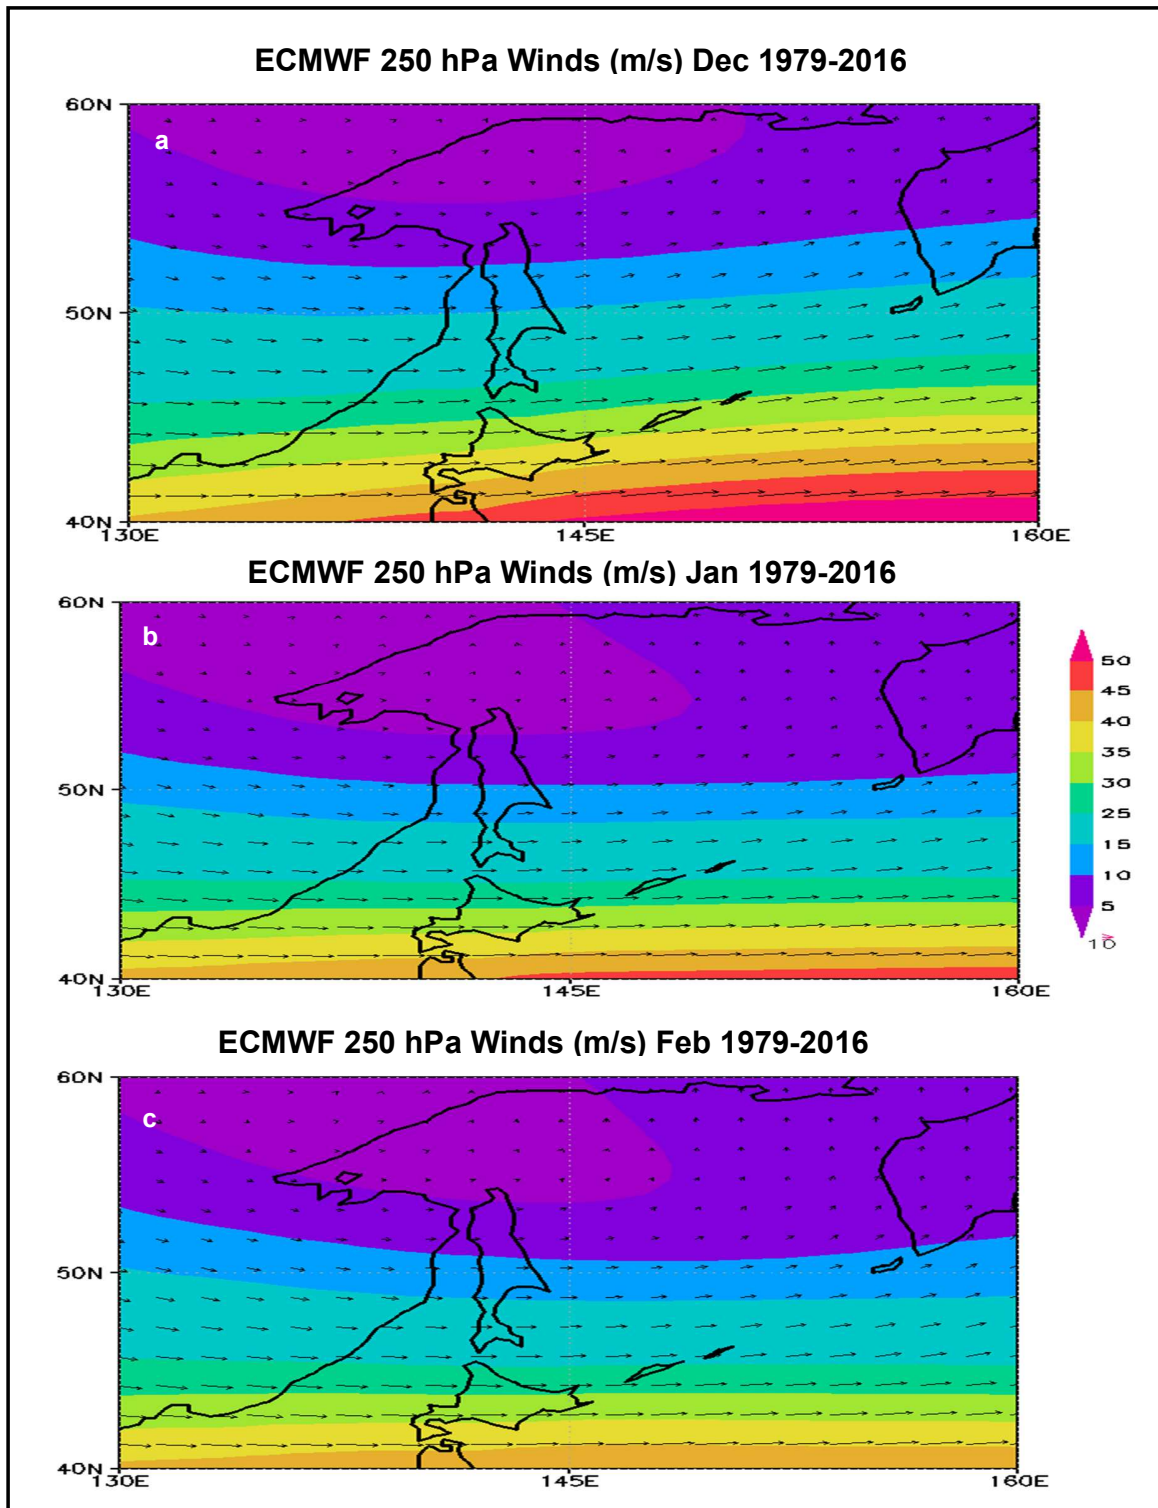 ECMWF 250 hPa Winds (m/s) Dec 1979-2016
60N
a
50N
40N
130E
145E
160E
ECMWF 250 hPa Winds (m/s) Jan 1979-2016
60N
b
50N
40N
130E
145E
160E
50
45
40
35
30
25
15
10
5
10
ECMWF 250 hPa Winds (m/s) Feb 1979-2016
60N
c
50N
40N
130E
145E
160E